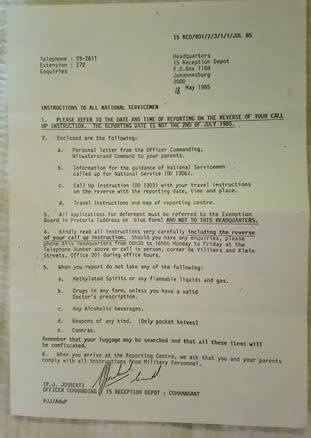 15 RCD/401/2/3/1/1/JUL 85
Telephone : 29-2611
Extension : 272
Enquiries
Headquarters
15 Reception Depot
P.O.Box 1188
Johannesburg
2000
18 May 1985
INSTRUCTIONS TO ALL NATIONAL SERVICEMEN
1. PLEASE REFER TO THE DATE AND TIME OF REPORTING ON THE REVERSE OF YOUR CALL
UP INSTRUCTION. THE REPORTING DATE IS NOT THE 2ND OF JULY 1985.
2. Enclosed are the following:
a. Personal letter from the Officer Commanding,
Witwatersrand Command to your parents.
b. Information for the guidance of National Servicemen
called up for National Service (DD 1306).
c. Call Up Instruction (DD 1303) with your travel instructions
on the reverse with the reporting date, time and place.
d. Travel instructions and map of reporting centre.
3. All applications for deferment must be referred to the Exemption
Board in Pretoria (address on blue form) AND NOT TO THIS HEADQUARTERS.
4. Kindly read all instructions very carefully including the reverse
of your call up instruction. Should you have any enquiries, please
phone this headquarters from 08h00 to 16h00 Monday to Friday at the
Telephone Number above or call in person, corner De Villiers and Klein
Streets, Office 201 during office hours.
5. When you report do not take any of the following:
a. Methylated Spirits or any flammable liquids and gas.
b. Drugs in any form, unless you have a valid
Doctor's prescription.
c. Any Alcoholic beverages.
d. Weapons of any kind. (Only pocket knives)
e. Cameras.
Remember that your luggage may be searched and that all these items will
be confiscated.
6. When you arrive at the Reporting Centre, we ask that you and your parents
comply with all instructions from Military Personnel.
(P.J. JOUBERT)
OFFICER COMMANDING 15 RECEPTION DEPOT : COMMANDANT
PJJ/AduP